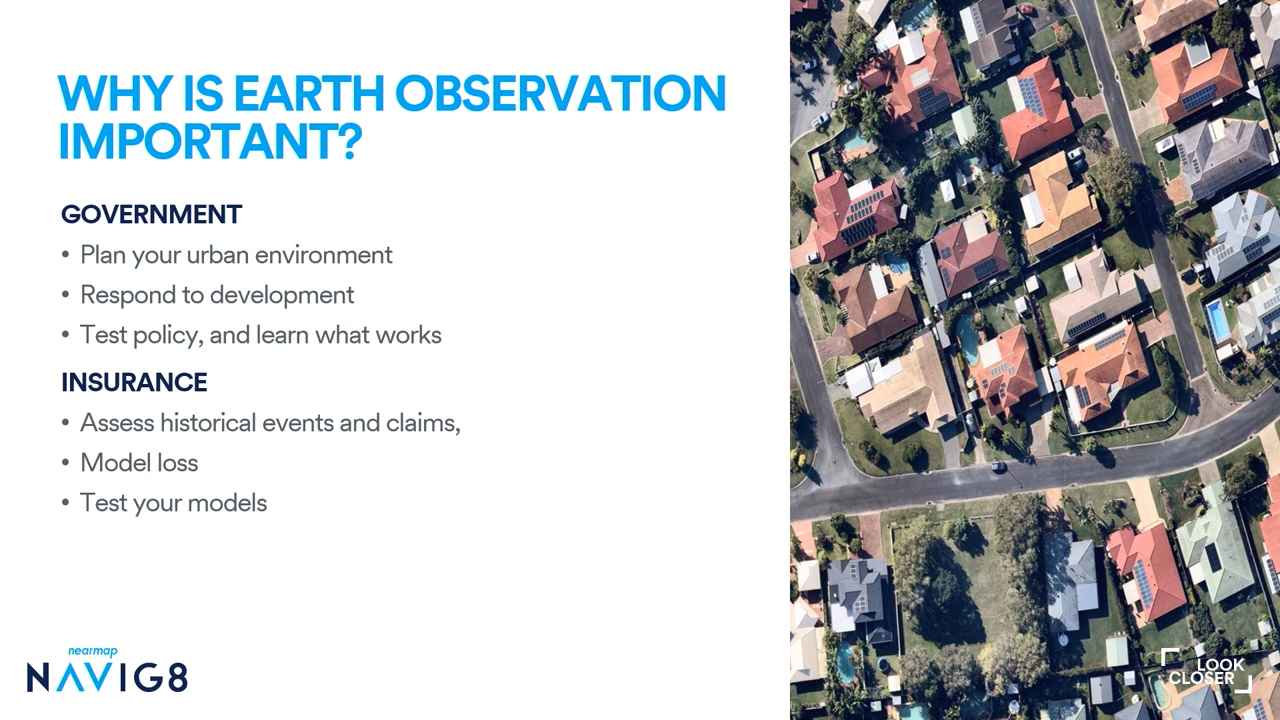 WHY IS EARTH OBSERVATION
IMPORTANT?
GOVERNMENT
• Plan your urban environment
• Respond to development
• Test policy, and learn what works
INSURANCE
• Assess historical events and claims,
• Model loss
• Test your models
nearmap
NAVIG8
LOOK
CLOSER